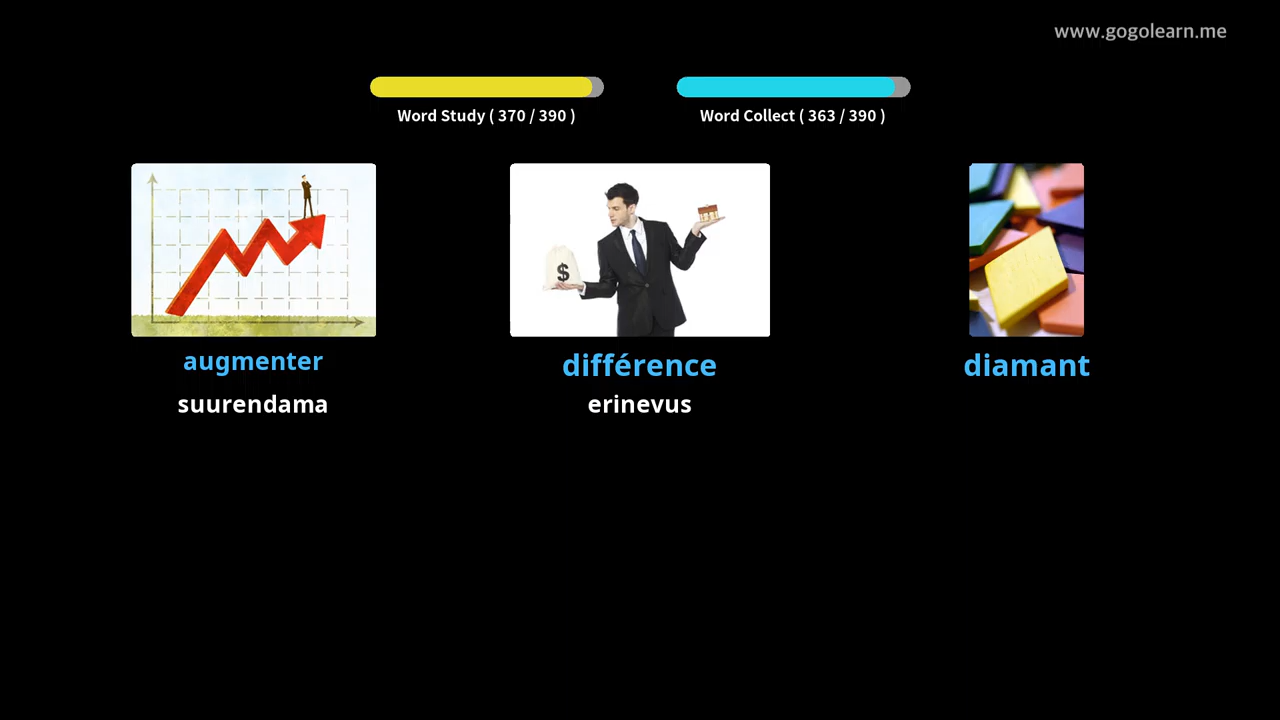 www.gogolearn.me
Word Study ( 370 / 390 )
Word Collect ( 363 / 390 )
$
augmenter
différence
diamant
suurendama
erinevus